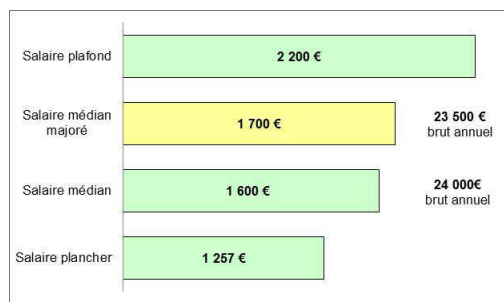 Salaire plafond
2 200 €
Salaire médian
majoré
1 700 €
23 500 €
brut annuel
Salaire médian
1 600 €
24 000€
brut annuel
Salaire plancher
1 257 €